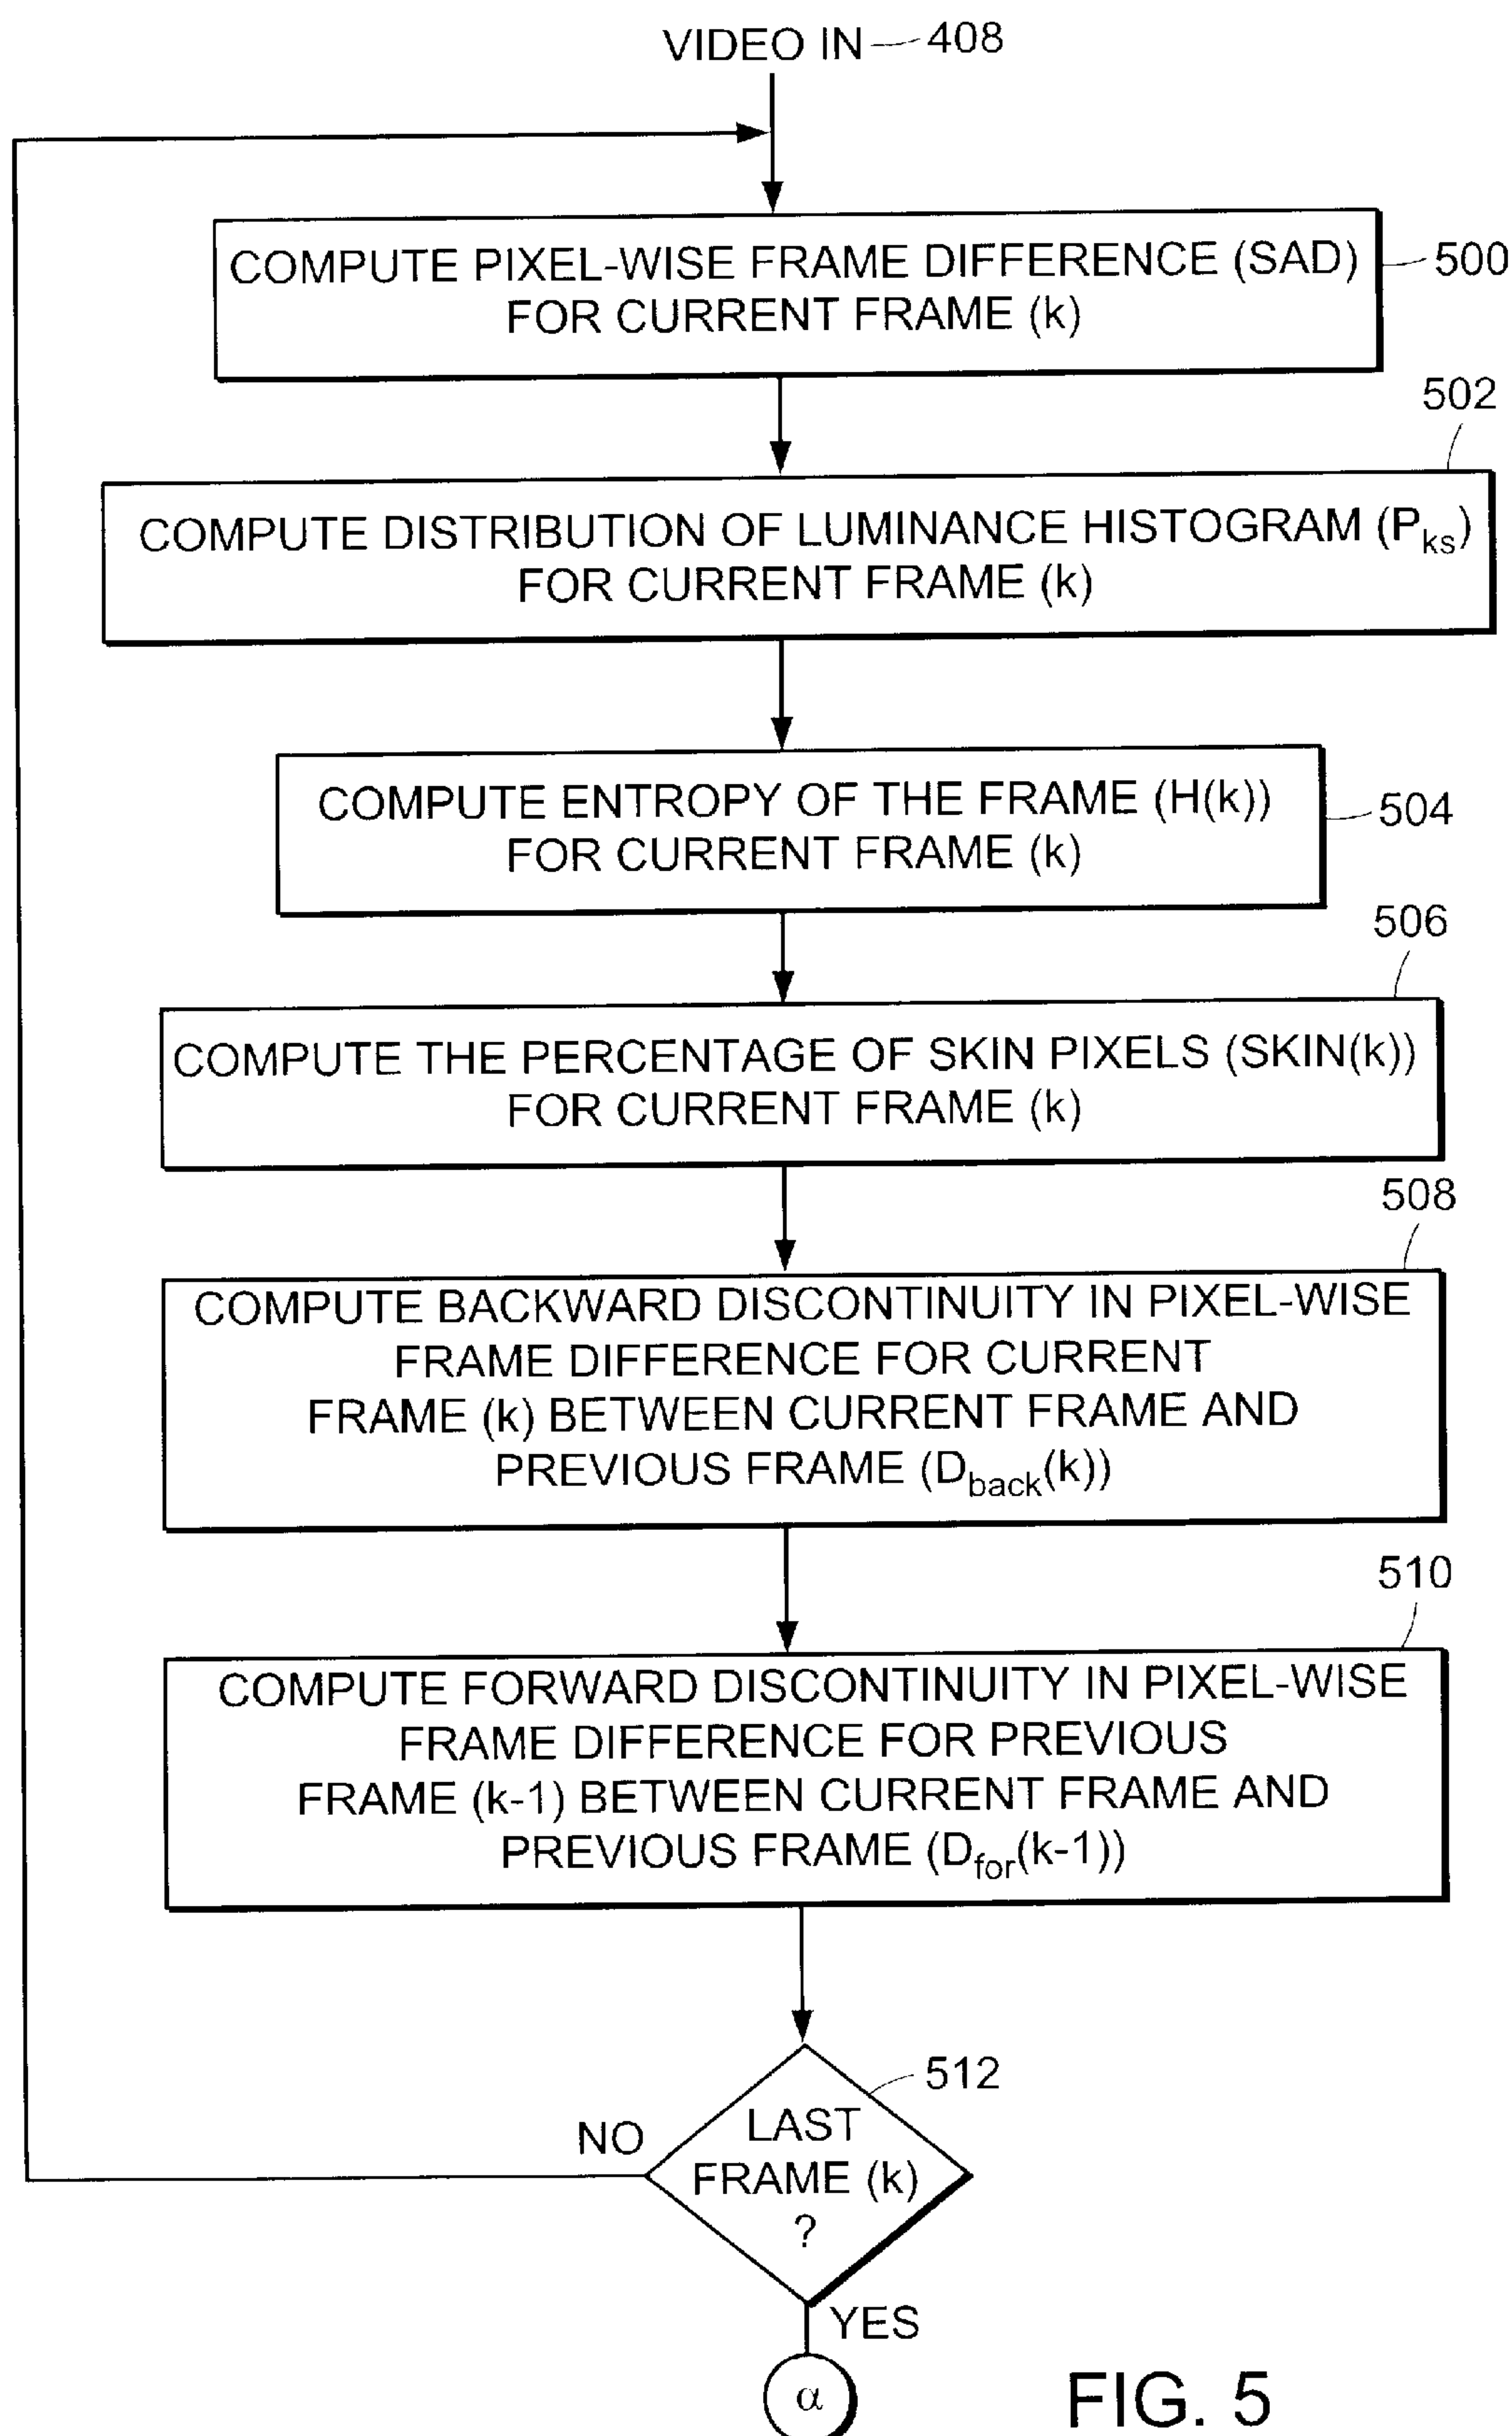 VIDEO IN 408
COMPUTE PIXEL-WISE FRAME DIFFERENCE (SAD)
FOR CURRENT FRAME (k)
500
502
COMPUTE DISTRIBUTION OF LUMINANCE HISTOGRAM (Pks)
FOR CURRENT FRAME (k)
COMPUTE ENTROPY OF THE FRAME (H(k))
FOR CURRENT FRAME (k)
504
506
COMPUTE THE PERCENTAGE OF SKIN PIXELS (SKIN(k))
FOR CURRENT FRAME (k)
508
COMPUTE BACKWARD DISCONTINUITY IN PIXEL-WISE
FRAME DIFFERENCE FOR CURRENT
FRAME (k) BETWEEN CURRENT FRAME AND
PREVIOUS FRAME (Dback(k))
510
COMPUTE FORWARD DISCONTINUITY IN PIXEL-WISE
FRAME DIFFERENCE FOR PREVIOUS
FRAME (k-1) BETWEEN CURRENT FRAME AND
PREVIOUS FRAME (Dfor(k-1))
512
NO
LAST
FRAME (k)
?
YES
α
FIG. 5